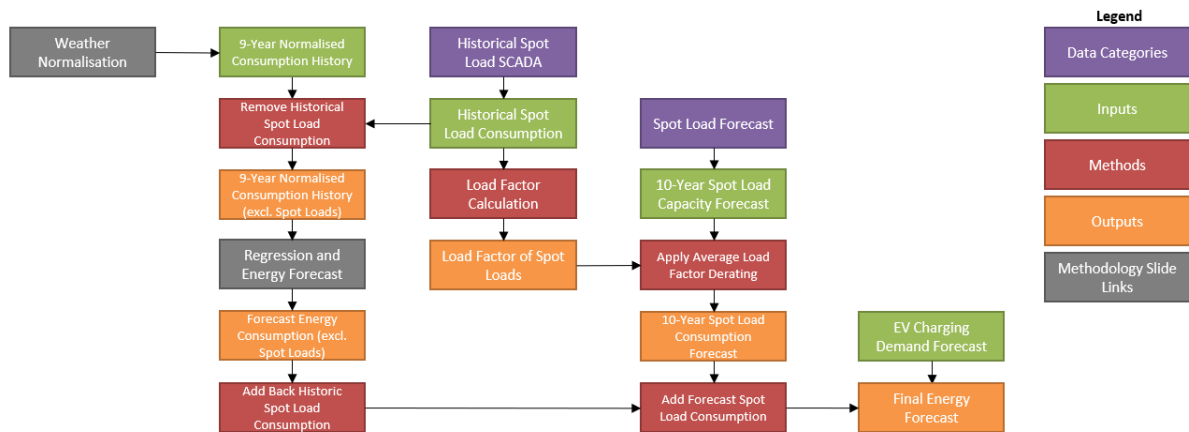 Weather
Normalisation
9-Year Normalised
Consumption History
Historical Spot
Load SCADA
Remove Historical
Spot Load
Consumption
Historical Spot
Load Consumption
Spot Load Forecast
9-Year Normalised
Consumption History
(excl. Spot Loads)
Load Factor
Calculation
10-Year Spot Load
Capacity Forecast
Regression and
Energy Forecast
Load Factor of Spot
Loads
Apply Average Load
Factor Derating
Forecast Energy
Consumption (excl.
Spot Loads)
10-Year Spot Load
Consumption
Forecast
EV Charging
Demand Forecast
Add Back Historic
Spot Load
Consumption
Add Forecast Spot
Load Consumption
Final Energy
Forecast
Legend
Data Categories
Inputs
Methods
Outputs
Methodology Slide
Links